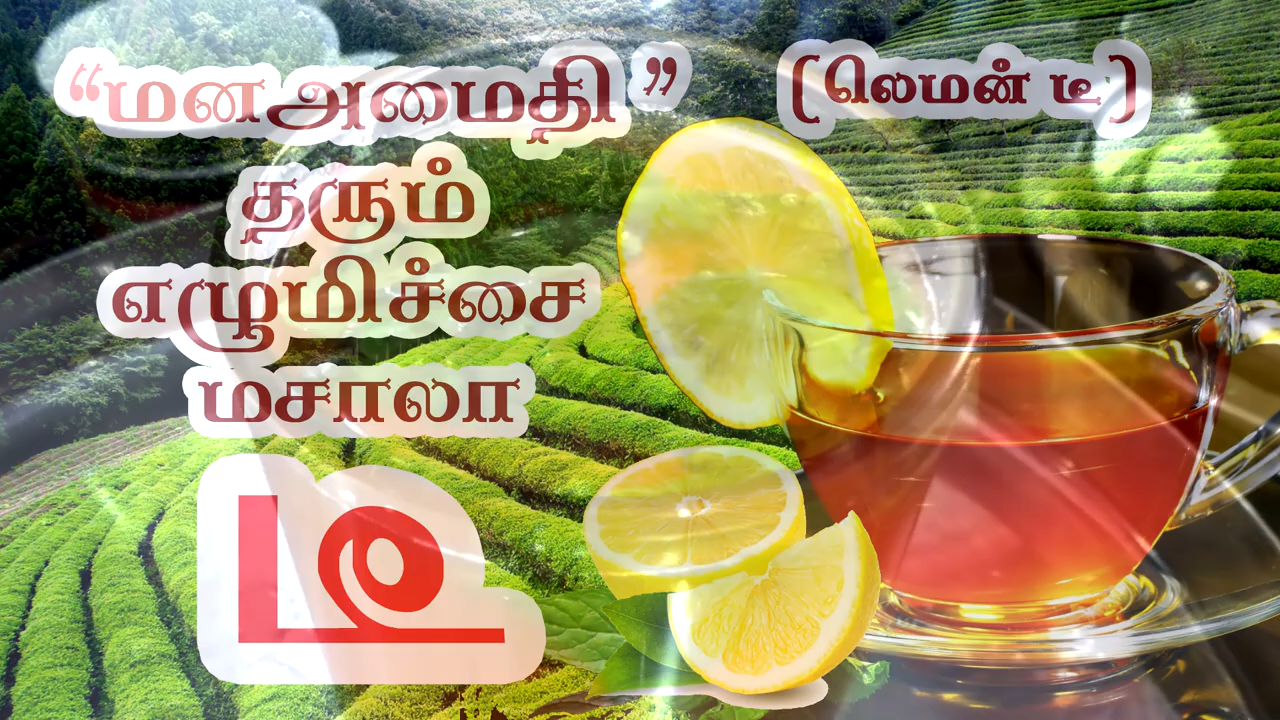 “மனஅமைதி” (லெமன் டீ)
தரும்
எழுமிச்சை
மசாலா
டீ